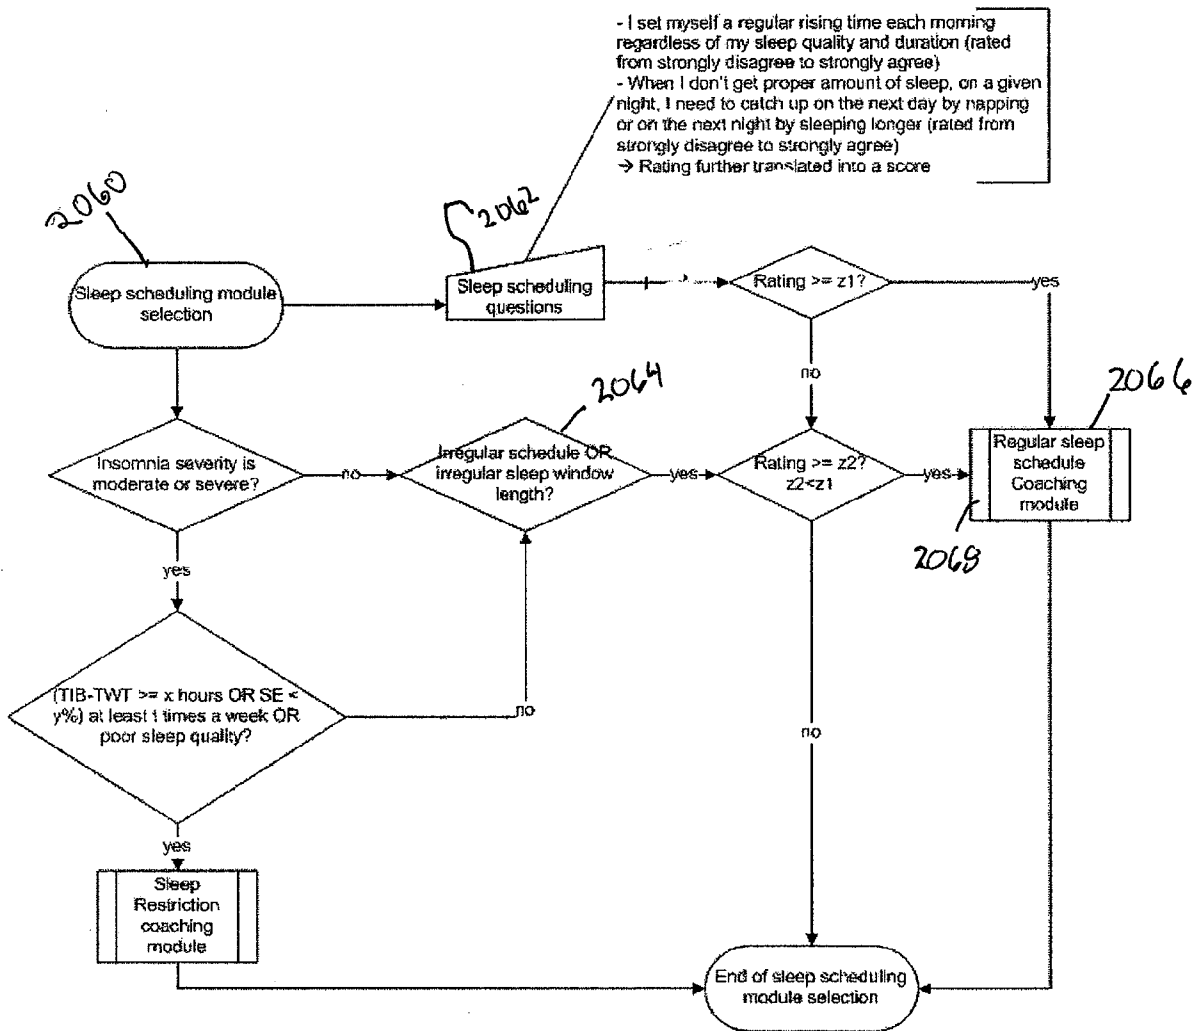 - I set myself a regular rising time each morning
regardless of my sleep quality and duration (rated
from strongly disagree to strongly agree)
- When I don't get proper amount of sleep, on a given
night, I need to catch up on the next day by napping
or on the next night by sleeping longer (rated from
strongly disagree to strongly agree)
→ Rating further translated into a score
2060
2062
Sleep scheduling module
selection
Sleep scheduling
questions
Rating >= z1?
yes
no
2064
2066
Insomnia severity is
moderate or severe?
no
Irregular schedule OR
irregular sleep window
length?
yes
Rating >= z2?
z2<z1
yes
Regular sleep
schedule
Coaching
module
2068
yes
(TIB-TWT >= x hours OR SE <
y%) at least t times a week OR
poor sleep quality?
no
no
yes
Sleep
Restriction
coaching
module
End of sleep scheduling
module selection